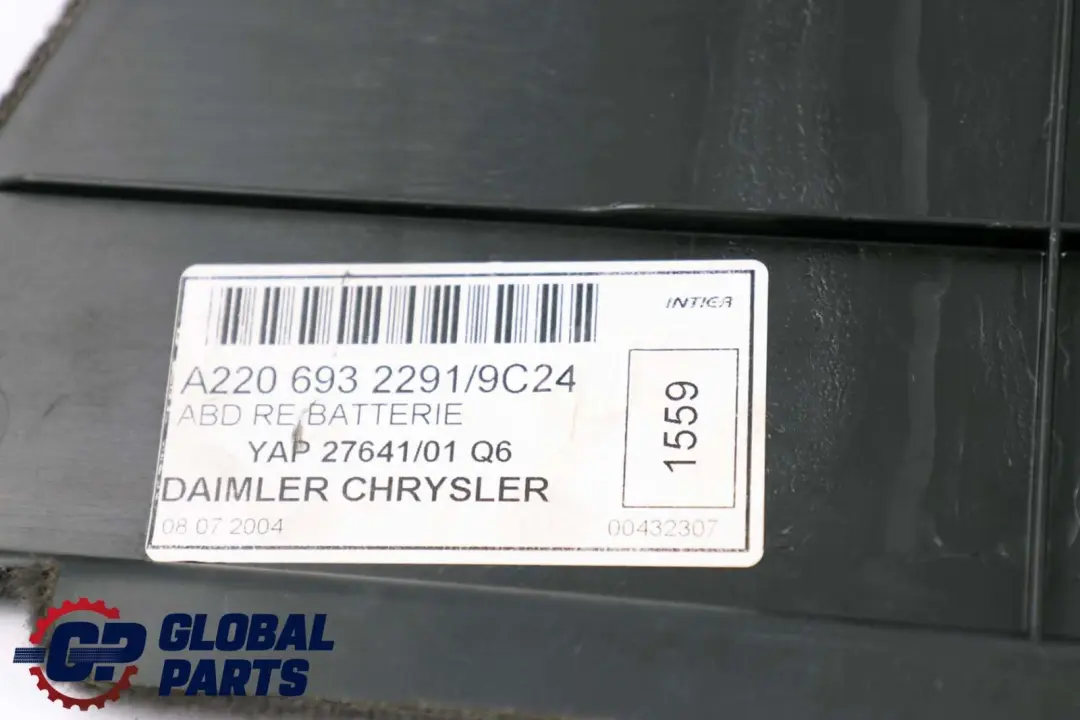 INTIER
A220 693 2291/9C24
ABD RE BATTERIE
YAP 27641/01 Q6
1559
DAIMLER CHRYSLER
08 07 2004
00432307
GP GLOBAL
PARTS